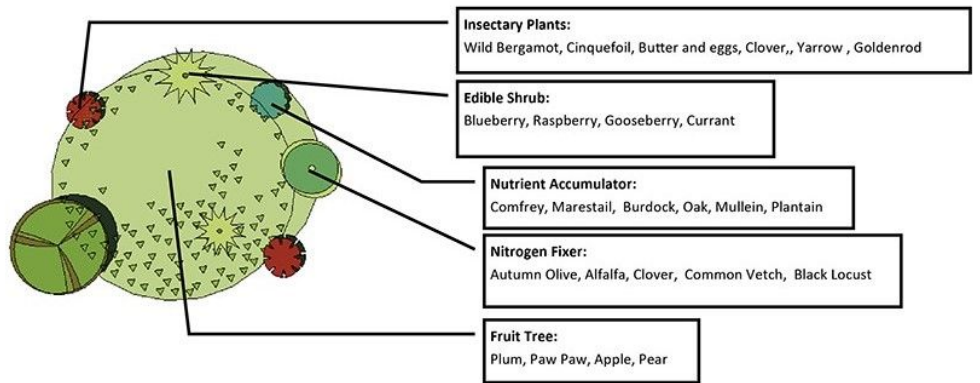 Insectary Plants:
Wild Bergamot, Cinquefoil, Butter and eggs, Clover,, Yarrow , Goldenrod
Edible Shrub:
Blueberry, Raspberry, Gooseberry, Currant
Nutrient Accumulator:
Comfrey, Marestail,  Burdock, Oak, Mullein, Plantain
Nitrogen Fixer:
Autumn Olive, Alfalfa, Clover,  Common Vetch,  Black Locust
Fruit Tree:
Plum, Paw Paw, Apple, Pear